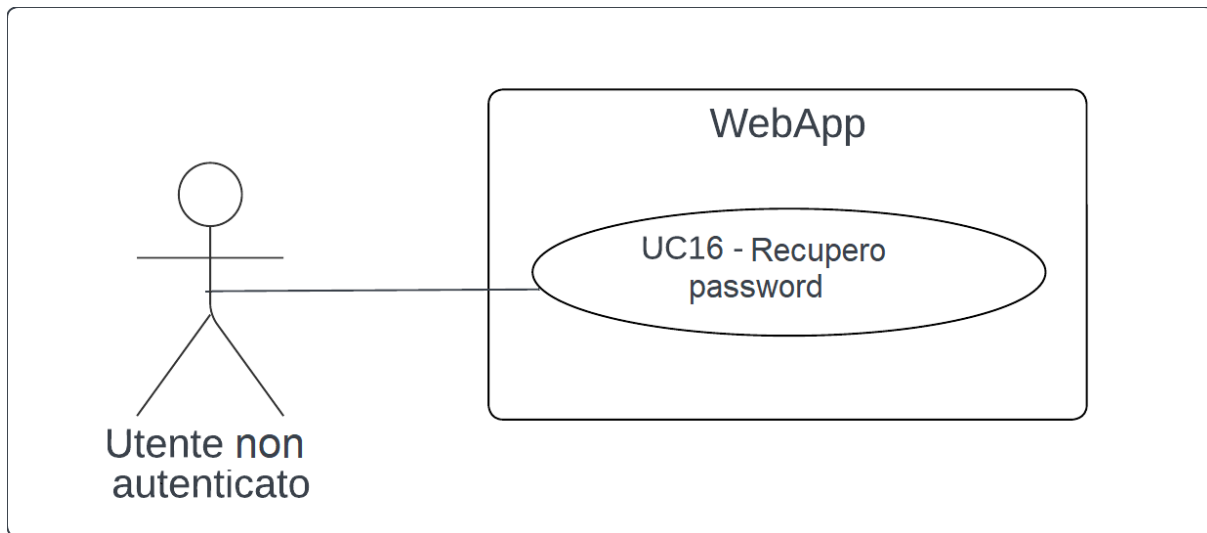 WebApp
UC16 - Recupero
password
Utente non
autenticato